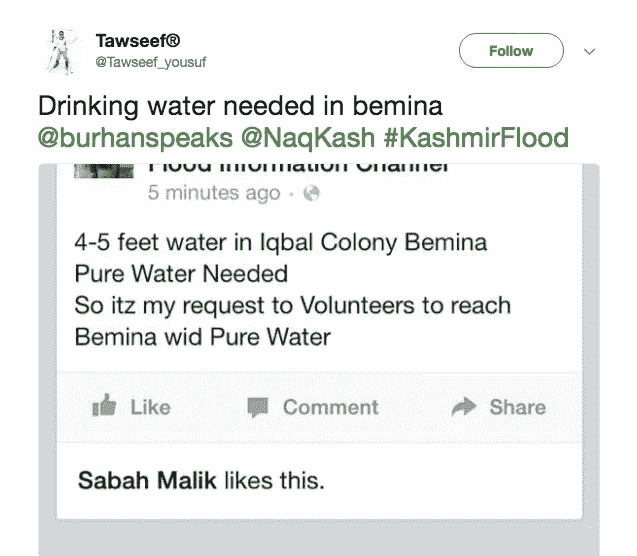 Tawseef®
@Tawseef_yousuf
Follow
Drinking water needed in bemina
@burhanspeaks @NaqKash #KashmirFlood
Flood Information Channel
5 minutes ago ·
4-5 feet water in Iqbal Colony Bemina
Pure Water Needed
So itz my request to Volunteers to reach
Bemina wid Pure Water
Like Comment Share
Sabah Malik likes this.